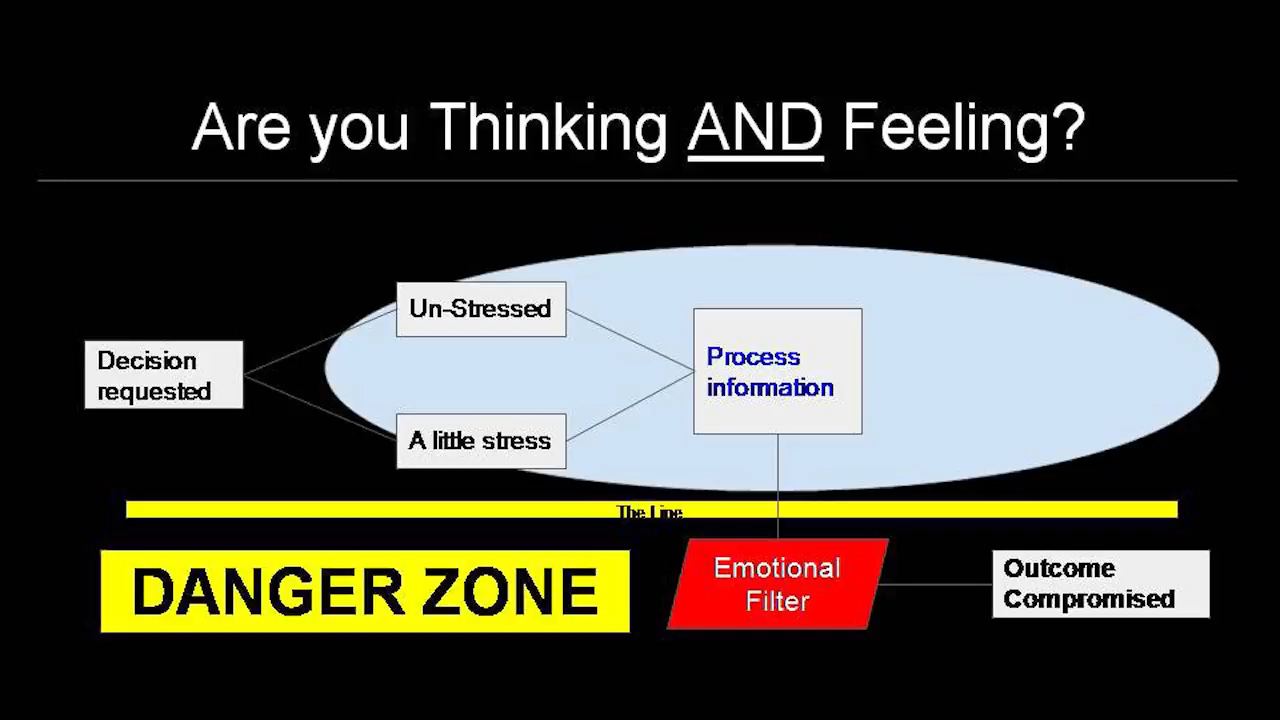 Are you Thinking AND Feeling?
Un-Stressed
Decision
requested
Process
information
A little stress
The Line
DANGER ZONE
Emotional
Filter
Outcome
Compromised